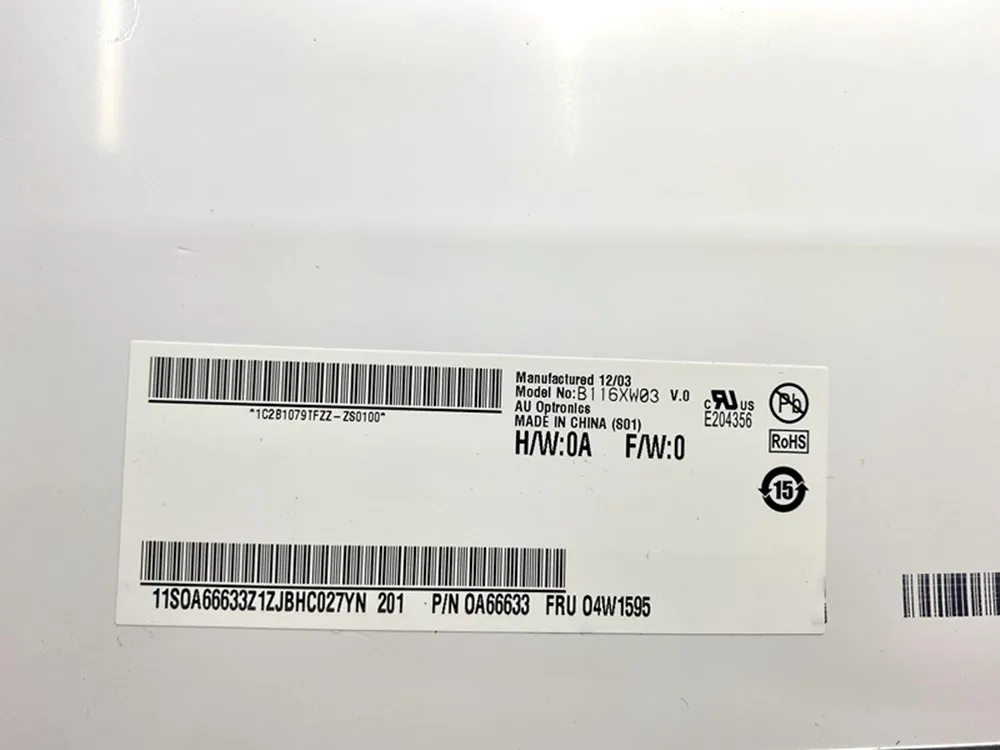 Manufactured 12/03
Model No:B116XW03 V.0
AU Optronics
MADE IN CHINA (S01)
H/W:0A F/W:0
*1C2B1079TFZZ-ZS0100*
c RU US
E204356
Pb
RoHS
15
11S0A66633Z1ZJBHC027YN 201 P/N 0A66633 FRU 04W1595